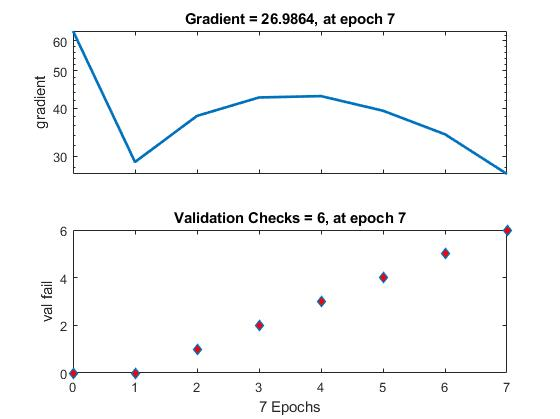 Gradient = 26.9864, at epoch 7
60
50
40
30
gradient
Validation Checks = 6, at epoch 7
6
4
2
0
val fail
0 1 2 3 4 5 6 7
7 Epochs